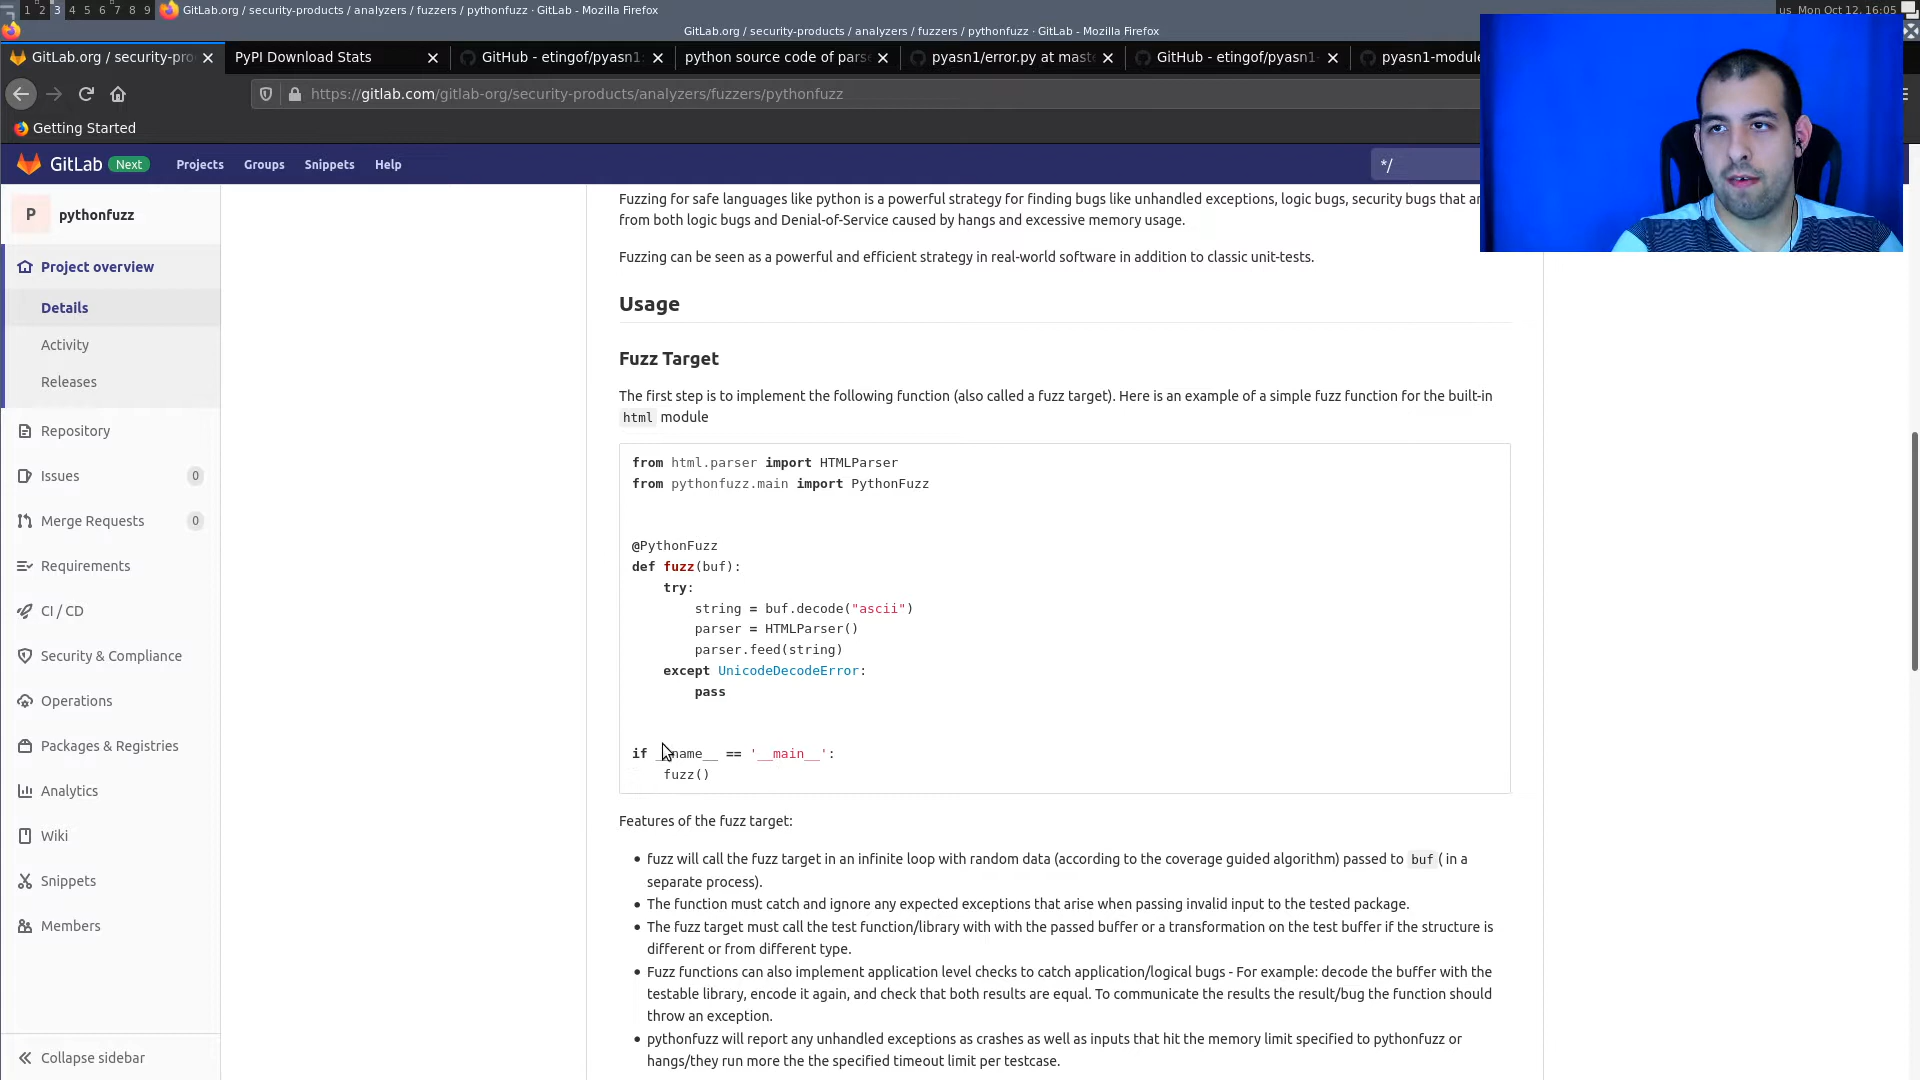 1 2 3 4 5 6 7 8 9 GitLab.org / security-products / analyzers / fuzzers / pythonfuzz · GitLab - Mozilla Firefox
us Mon Oct 12, 16:05
GitLab.org / security-products / analyzers / fuzzers / pythonfuzz · GitLab - Mozilla Firefox
GitLab.org / security-pro
PyPI Download Stats
GitHub - etingof/pyasn1:
python source code of pars
pyasn1/error.py at maste
GitHub - etingof/pyasn1-
pyasn1-module
https://gitlab.com/gitlab-org/security-products/analyzers/fuzzers/pythonfuzz
Getting Started
GitLab Next Projects Groups Snippets Help
*/
P pythonfuzz
Project overview
Details
Activity
Releases
Repository
Issues 0
Merge Requests 0
Requirements
CI / CD
Security & Compliance
Operations
Packages & Registries
Analytics
Wiki
Snippets
Members
Collapse sidebar
Fuzzing for safe languages like python is a powerful strategy for finding bugs like unhandled exceptions, logic bugs, security bugs that
from both logic bugs and Denial-of-Service caused by hangs and excessive memory usage.
Fuzzing can be seen as a powerful and efficient strategy in real-world software in addition to classic unit-tests.
Usage
Fuzz Target
The first step is to implement the following function (also called a fuzz target). Here is an example of a simple fuzz function for the built-in
html module
from html.parser import HTMLParser
from pythonfuzz.main import PythonFuzz
@PythonFuzz
def fuzz(buf):
try:
string = buf.decode("ascii")
parser = HTMLParser()
parser.feed(string)
except UnicodeDecodeError:
pass
if __name__ == '__main__':
fuzz()
Features of the fuzz target:
• fuzz will call the fuzz target in an infinite loop with random data (according to the coverage guided algorithm) passed to buf ( in a
separate process).
• The function must catch and ignore any expected exceptions that arise when passing invalid input to the tested package.
• The fuzz target must call the test function/library with with the passed buffer or a transformation on the test buffer if the structure is
different or from different type.
• Fuzz functions can also implement application level checks to catch application/logical bugs - For example: decode the buffer with the
testable library, encode it again, and check that both results are equal. To communicate the results the result/bug the function should
throw an exception.
• pythonfuzz will report any unhandled exceptions as crashes as well as inputs that hit the memory limit specified to pythonfuzz or
hangs/they run more the the specified timeout limit per testcase.